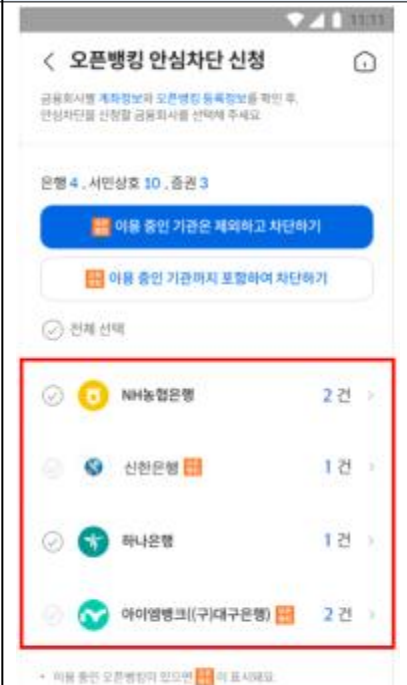 11:11
오픈뱅킹 안심차단 신청
금융회사별 계좌정보와 오픈뱅킹 등록정보를 확인 후,
안심차단을 신청할 금융회사를 선택해 주세요
은행 4 , 서민상호 10 , 증권 3
이용 중인 기관은 제외하고 차단하기
이용 중인 기관까지 포함하여 차단하기
전체 선택
NH농협은행 2 건
신한은행 1 건
하나은행 1 건
아이엠뱅크((구)대구은행) 2 건
• 이용 중인 오픈뱅킹이 있으면 이 표시돼요.